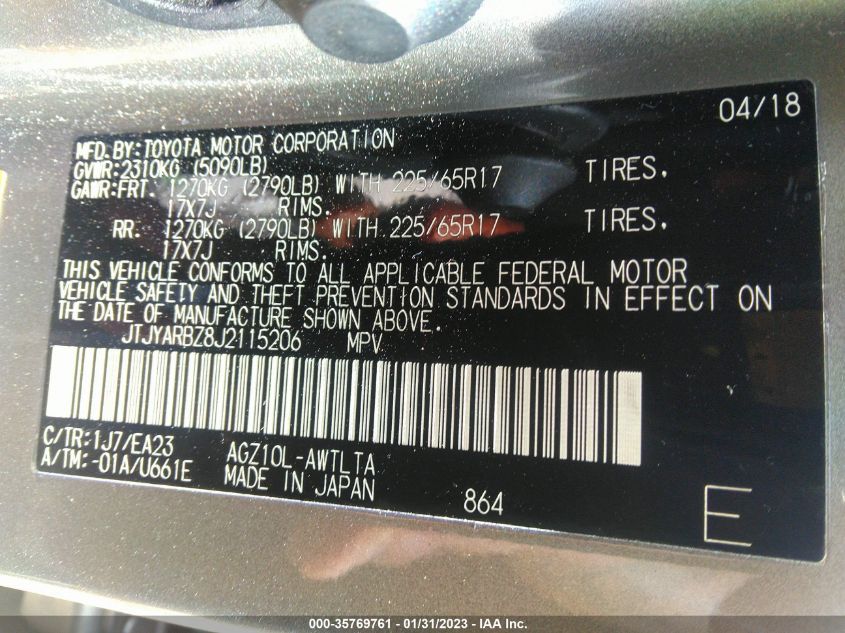 04/18
MFD.BY:TOYOTA MOTOR CORPORATION
GVWR:2310KG (5090LB)
GAWR:FRT. 1270KG (2790LB) WITH 225/65R17 TIRES,
17X7J RIMS.
RR: 1270KG (2790LB) WITH 225/65R17 TIRES,
17X7J RIMS.
THIS VEHICLE CONFORMS TO ALL APPLICABLE FEDERAL MOTOR
VEHICLE SAFETY AND THEFT PREVENTION STANDARDS IN EFFECT ON
THE DATE OF MANUFACTURE SHOWN ABOVE.
JTJYARBZ8J2115206 MPV
C/TR:1J7/EA23 AGZ10L-AWTLTA
A/TM:-01A/U661E MADE IN JAPAN 864
E
000-35769761 - 01/31/2023 - IAA Inc.